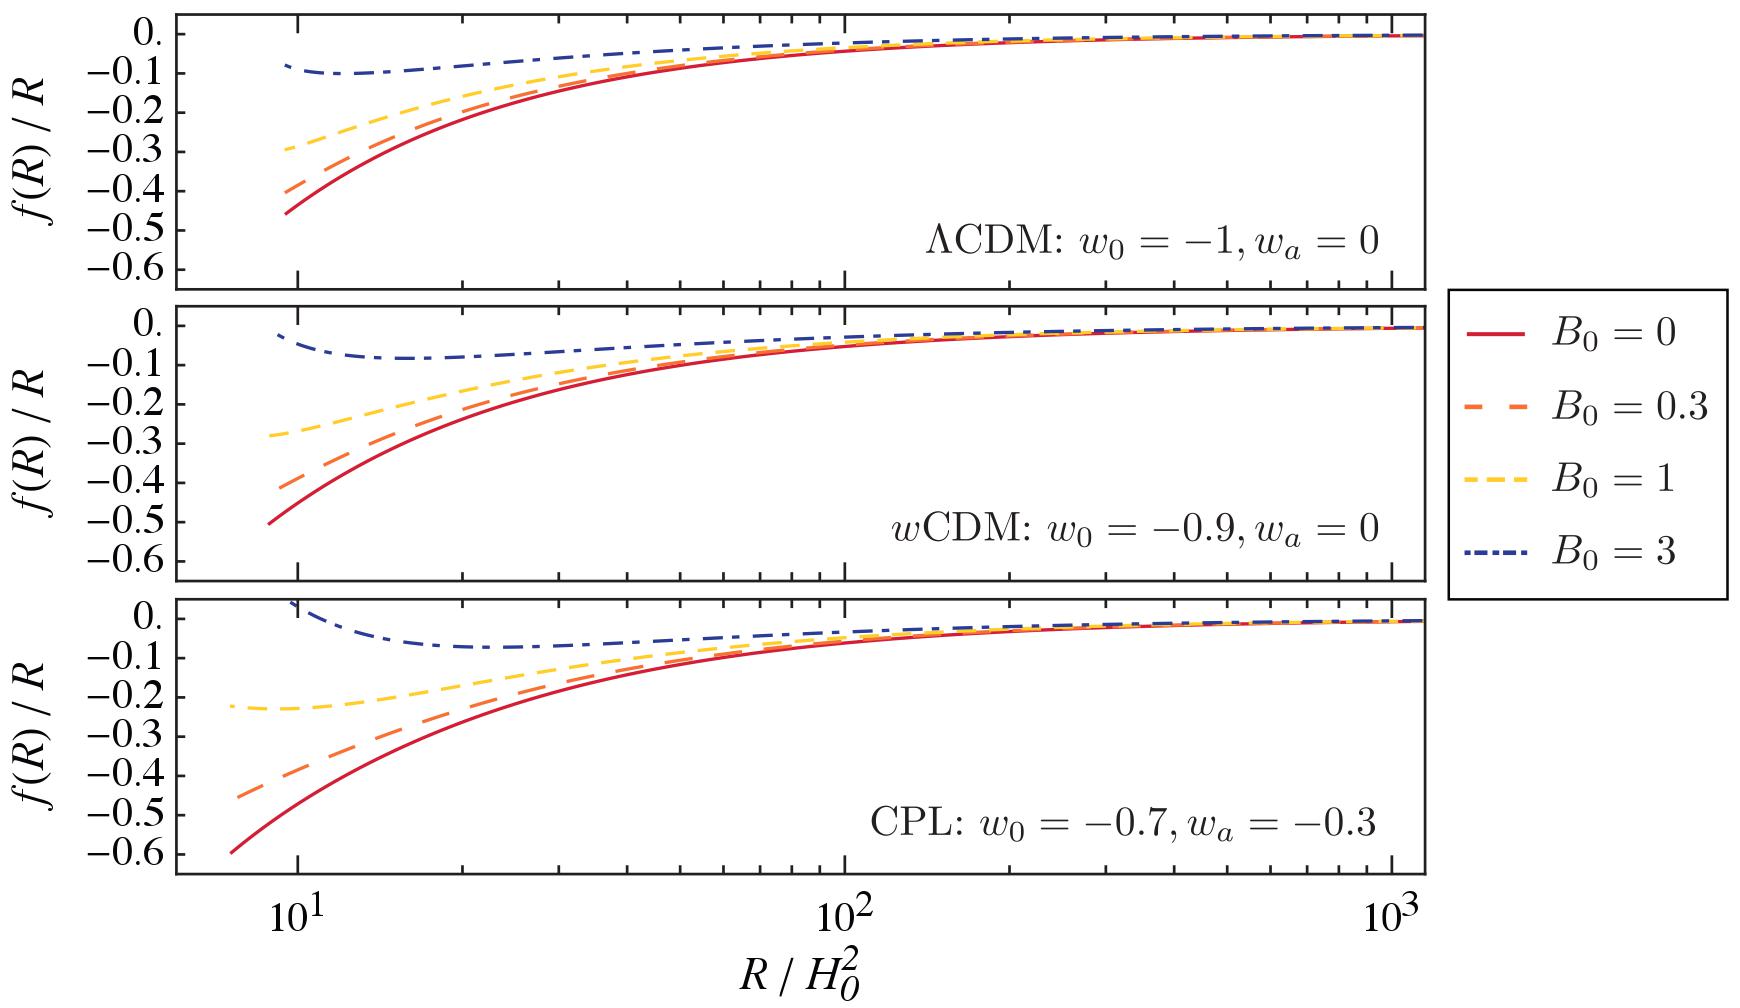 0.
−0.1
−0.2
−0.3
−0.4
−0.5
−0.6
f(R) / R
ΛCDM: w₀ = −1, wₐ = 0
0.
−0.1
−0.2
−0.3
−0.4
−0.5
−0.6
f(R) / R
wCDM: w₀ = −0.9, wₐ = 0
0.
−0.1
−0.2
−0.3
−0.4
−0.5
−0.6
f(R) / R
CPL: w₀ = −0.7, wₐ = −0.3
10¹ 10² 10³
R / H₀²
B₀ = 0
B₀ = 0.3
B₀ = 1
B₀ = 3